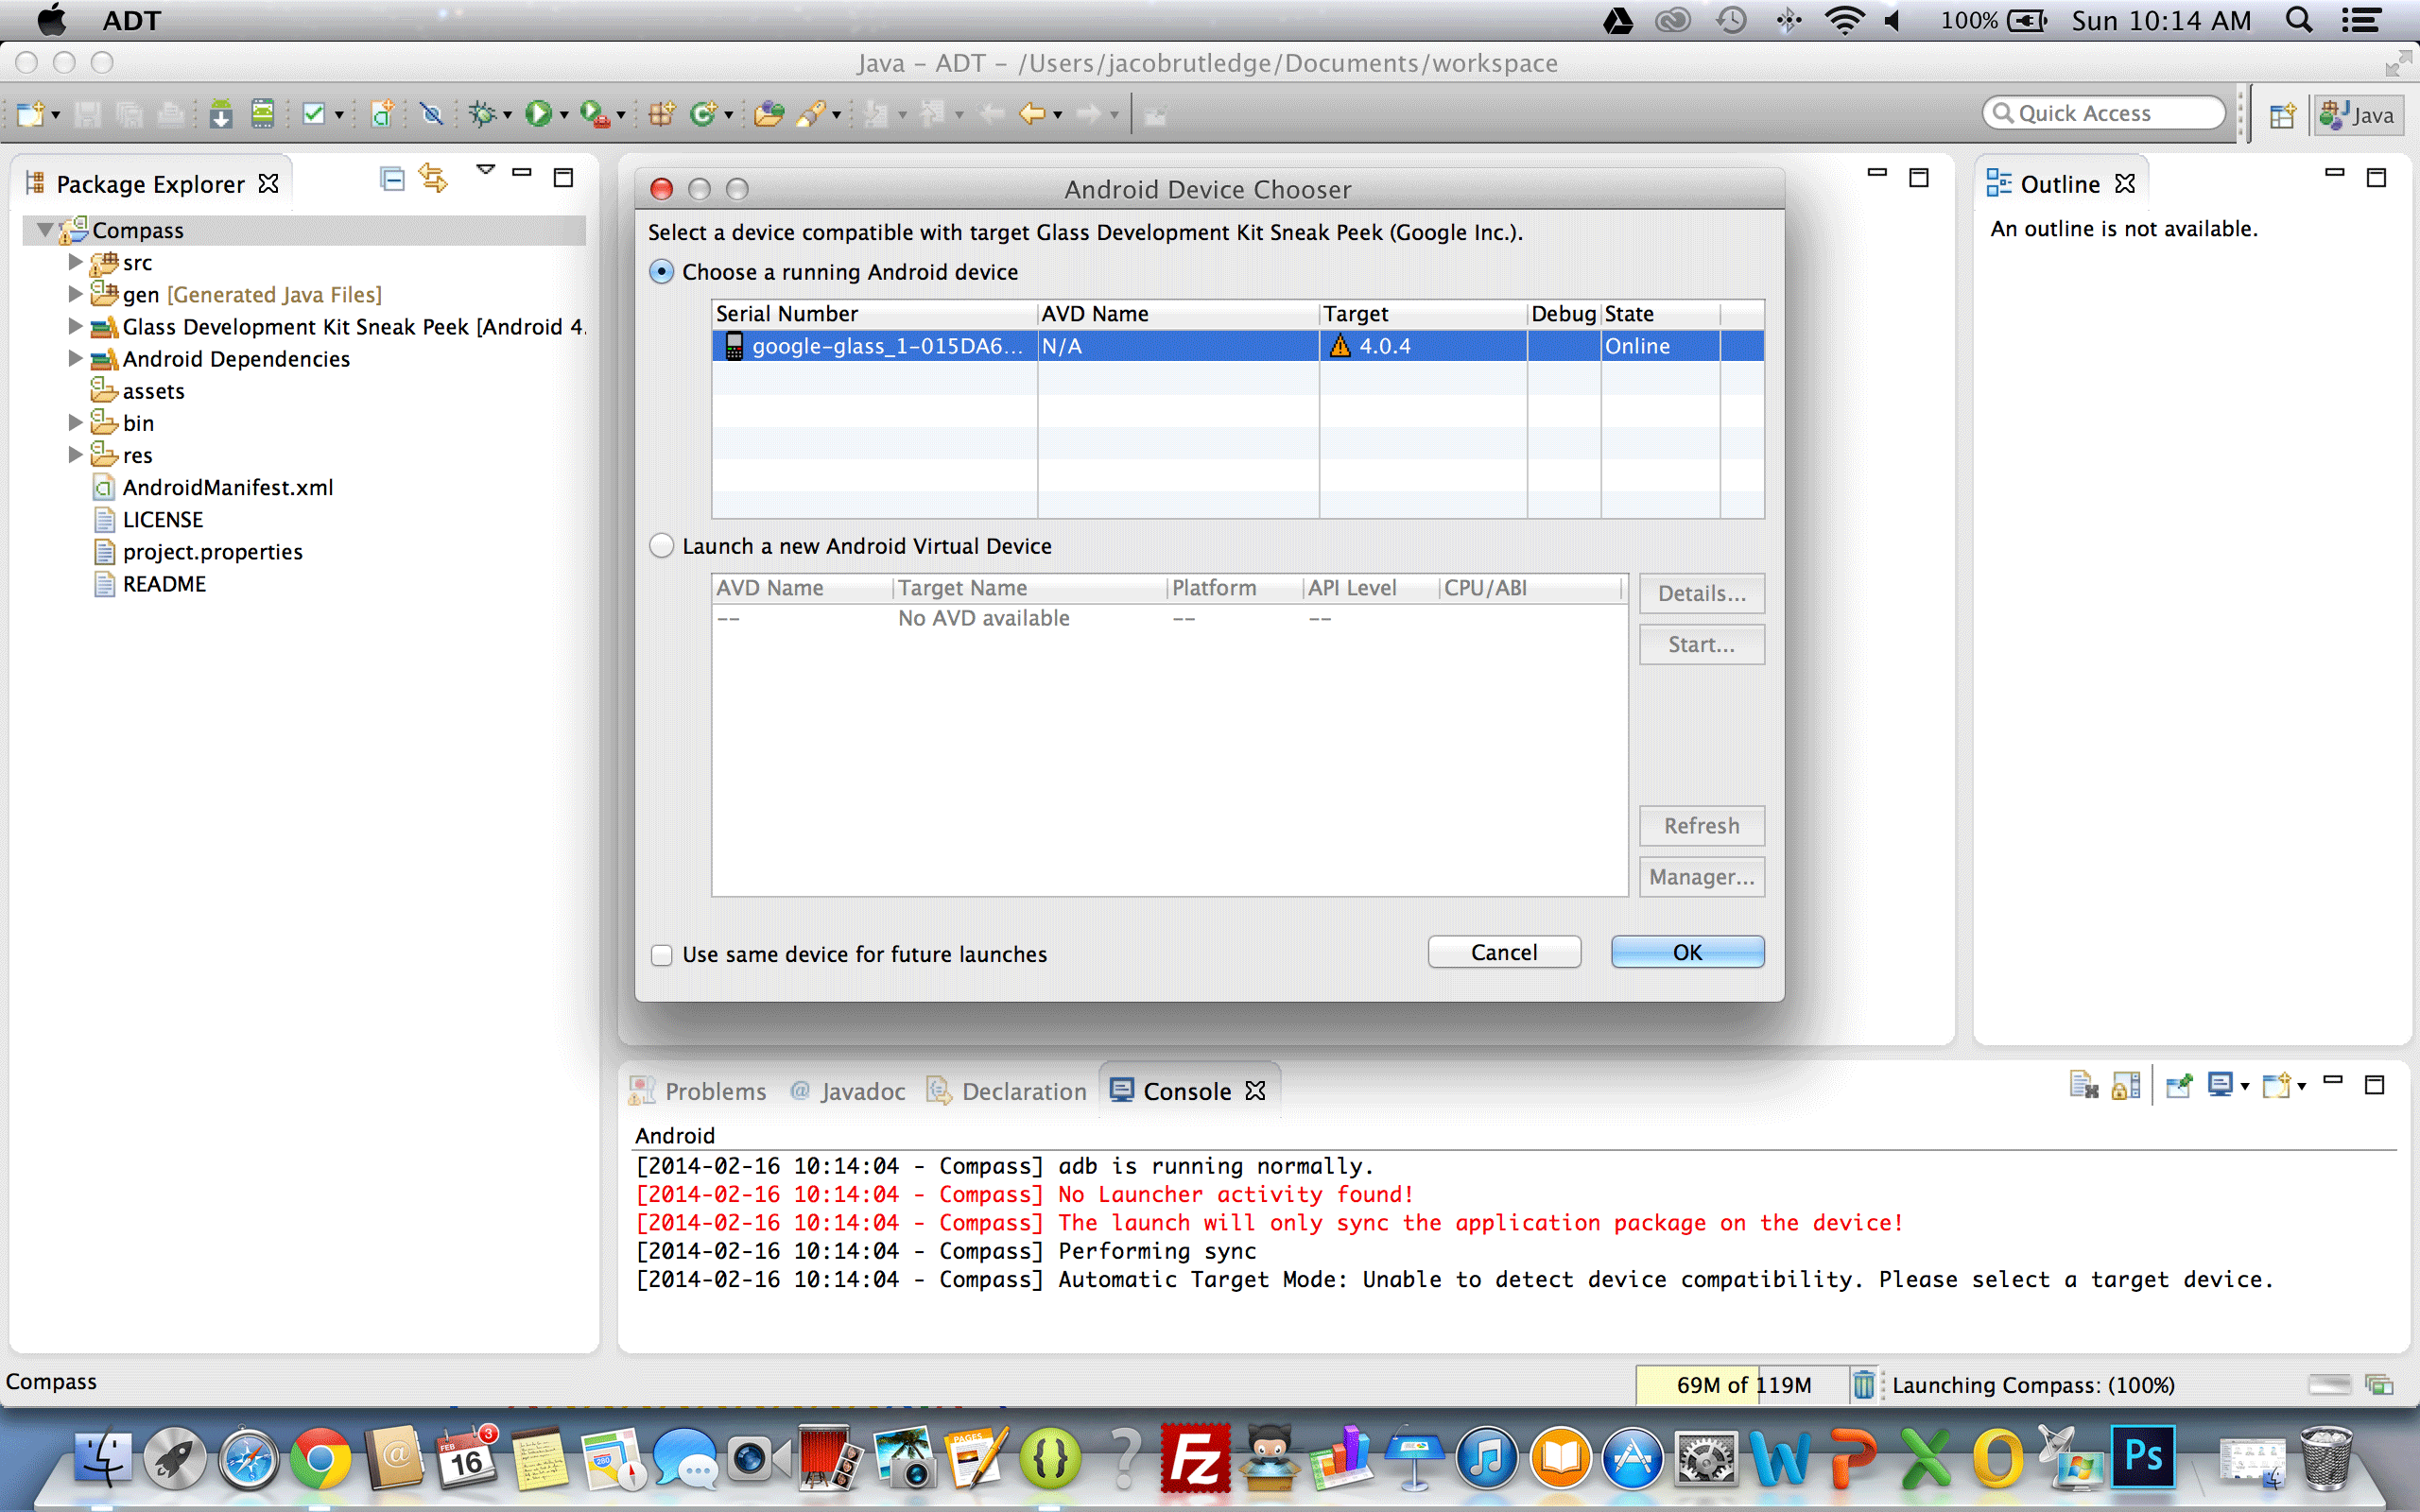 ADT
100%
Sun 10:14 AM
Java – ADT – /Users/jacobrutledge/Documents/workspace
Quick Access
Java
Package Explorer
Compass
src
gen [Generated Java Files]
Glass Development Kit Sneak Peek [Android 4.
Android Dependencies
assets
bin
res
AndroidManifest.xml
LICENSE
project.properties
README
Android Device Chooser
Select a device compatible with target Glass Development Kit Sneak Peek (Google Inc.).
Choose a running Android device
Serial Number AVD Name Target Debug State
google-glass_1-015DA6... N/A 4.0.4 Online
Launch a new Android Virtual Device
AVD Name Target Name Platform API Level CPU/ABI
-- No AVD available -- --
Details...
Start...
Refresh
Manager...
Use same device for future launches
Cancel
OK
Outline
An outline is not available.
Problems
Javadoc
Declaration
Console
Android
[2014-02-16 10:14:04 - Compass] adb is running normally.
[2014-02-16 10:14:04 - Compass] No Launcher activity found!
[2014-02-16 10:14:04 - Compass] The launch will only sync the application package on the device!
[2014-02-16 10:14:04 - Compass] Performing sync
[2014-02-16 10:14:04 - Compass] Automatic Target Mode: Unable to detect device compatibility. Please select a target device.
Compass
69M of 119M
Launching Compass: (100%)
FEB
16
3
280
PAGES
Fz
Ps